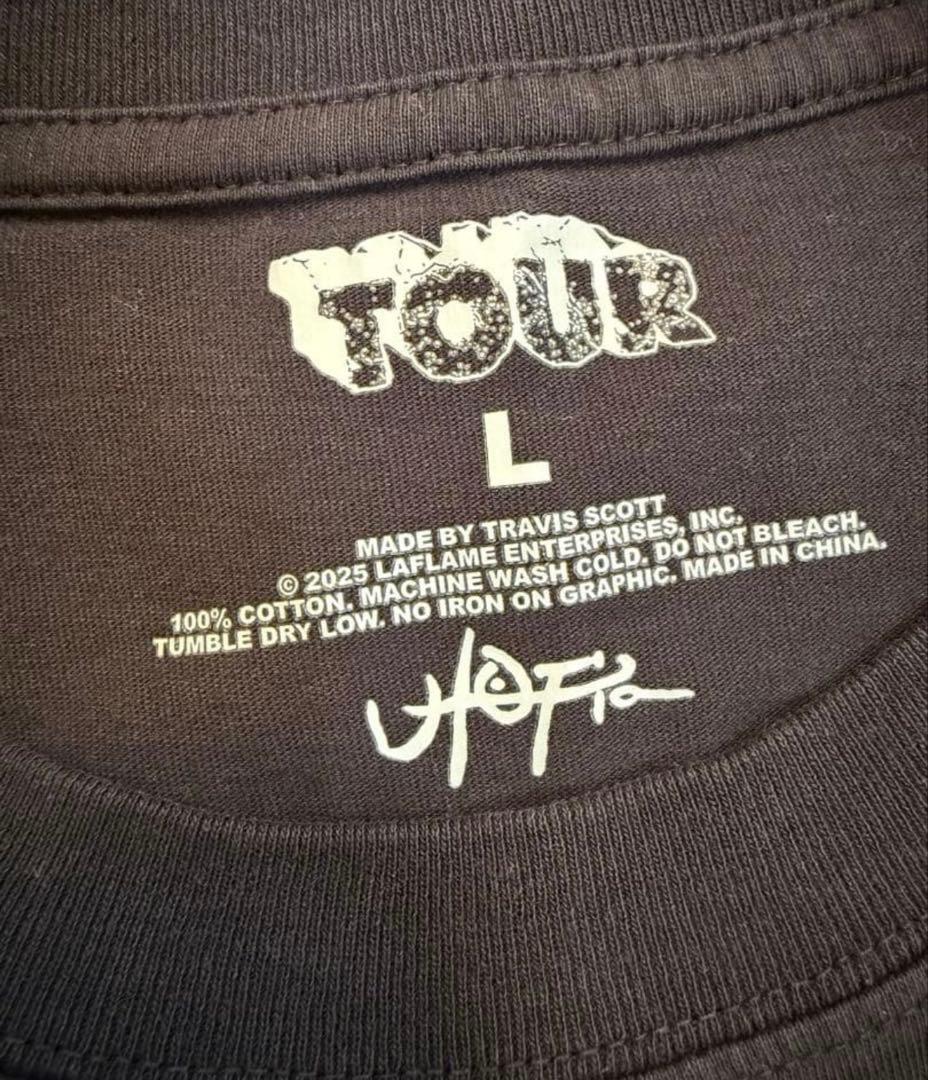 TOUR
L
MADE BY TRAVIS SCOTT
© 2025 LAFLAME ENTERPRISES, INC.
100% COTTON. MACHINE WASH COLD. DO NOT BLEACH.
TUMBLE DRY LOW. NO IRON ON GRAPHIC. MADE IN CHINA.
UTOPIA